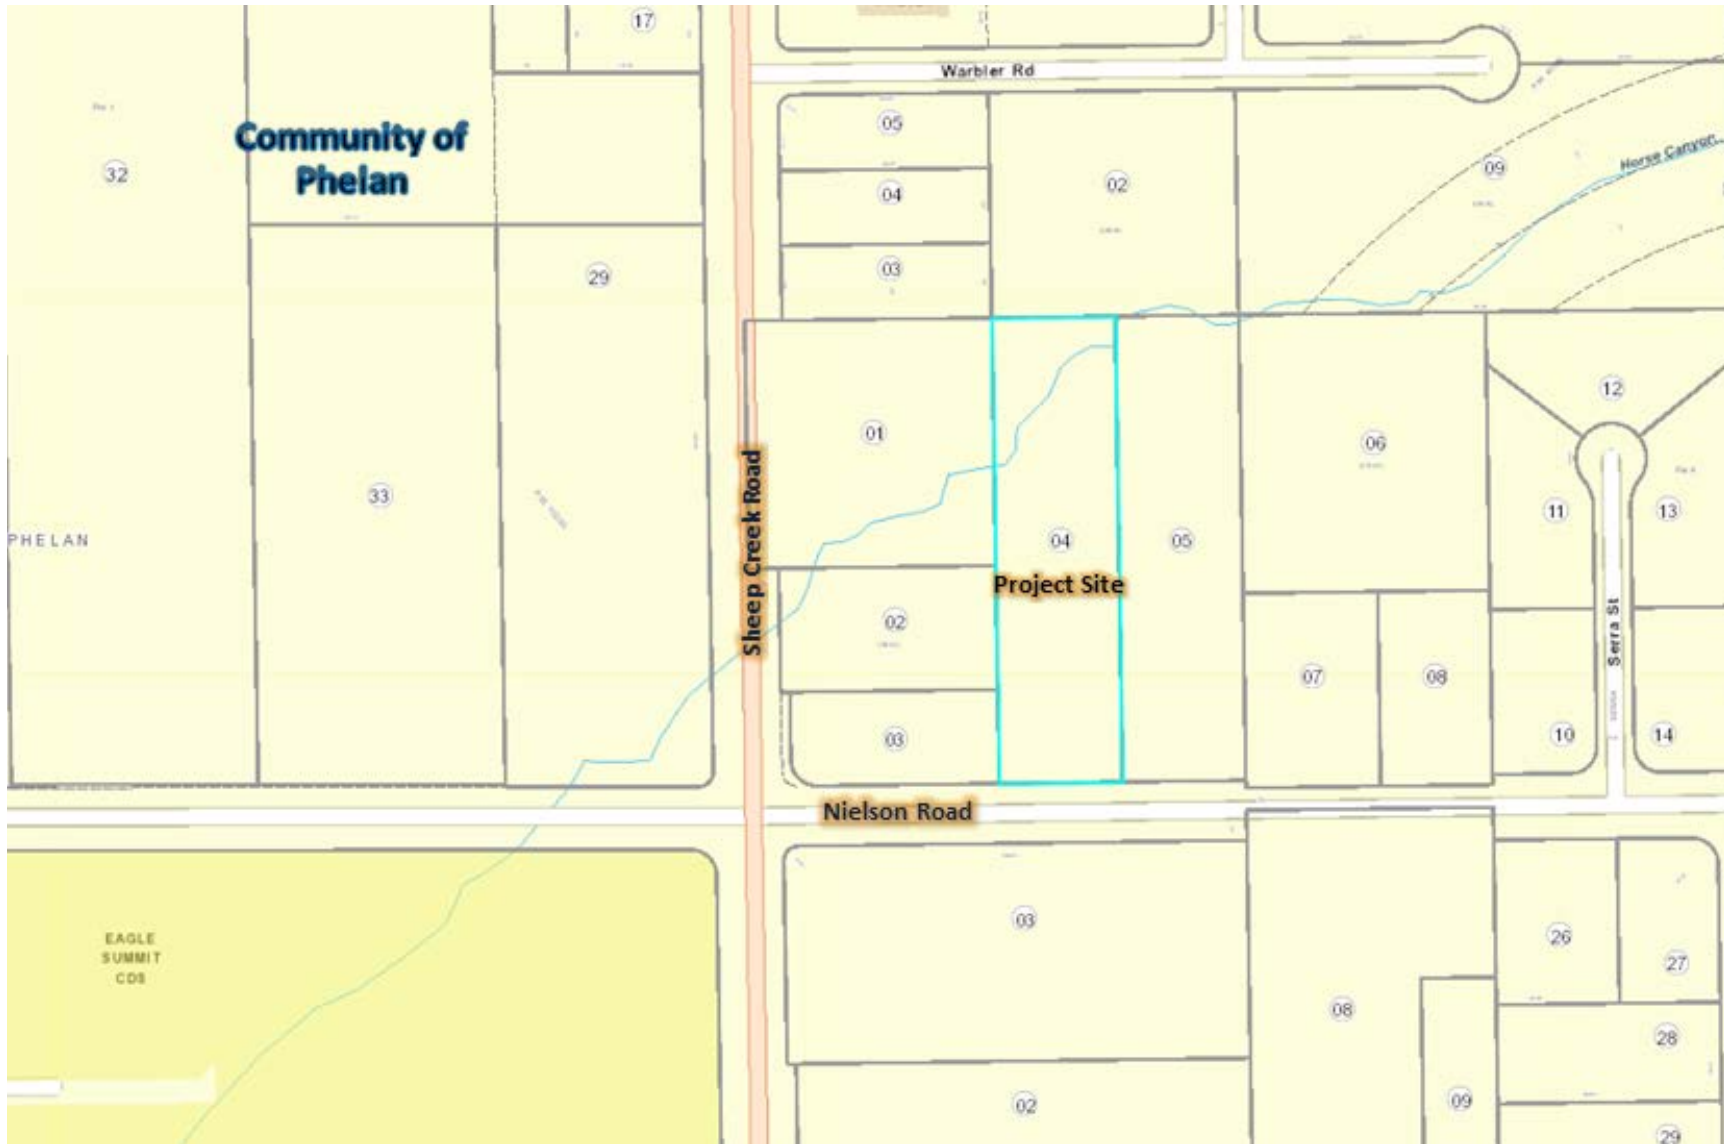 17
Warbler Rd
05
Community of
Phelan
09
Horse Canyon
32
02
04
03
29
12
01
06
33
11
13
PHELAN
Sheep Creek Road
04
05
Project Site
02
Serra St
07
08
03
10
14
Nielson Road
03
26
EAGLE
SUMMIT
CDS
27
08
28
09
02
29